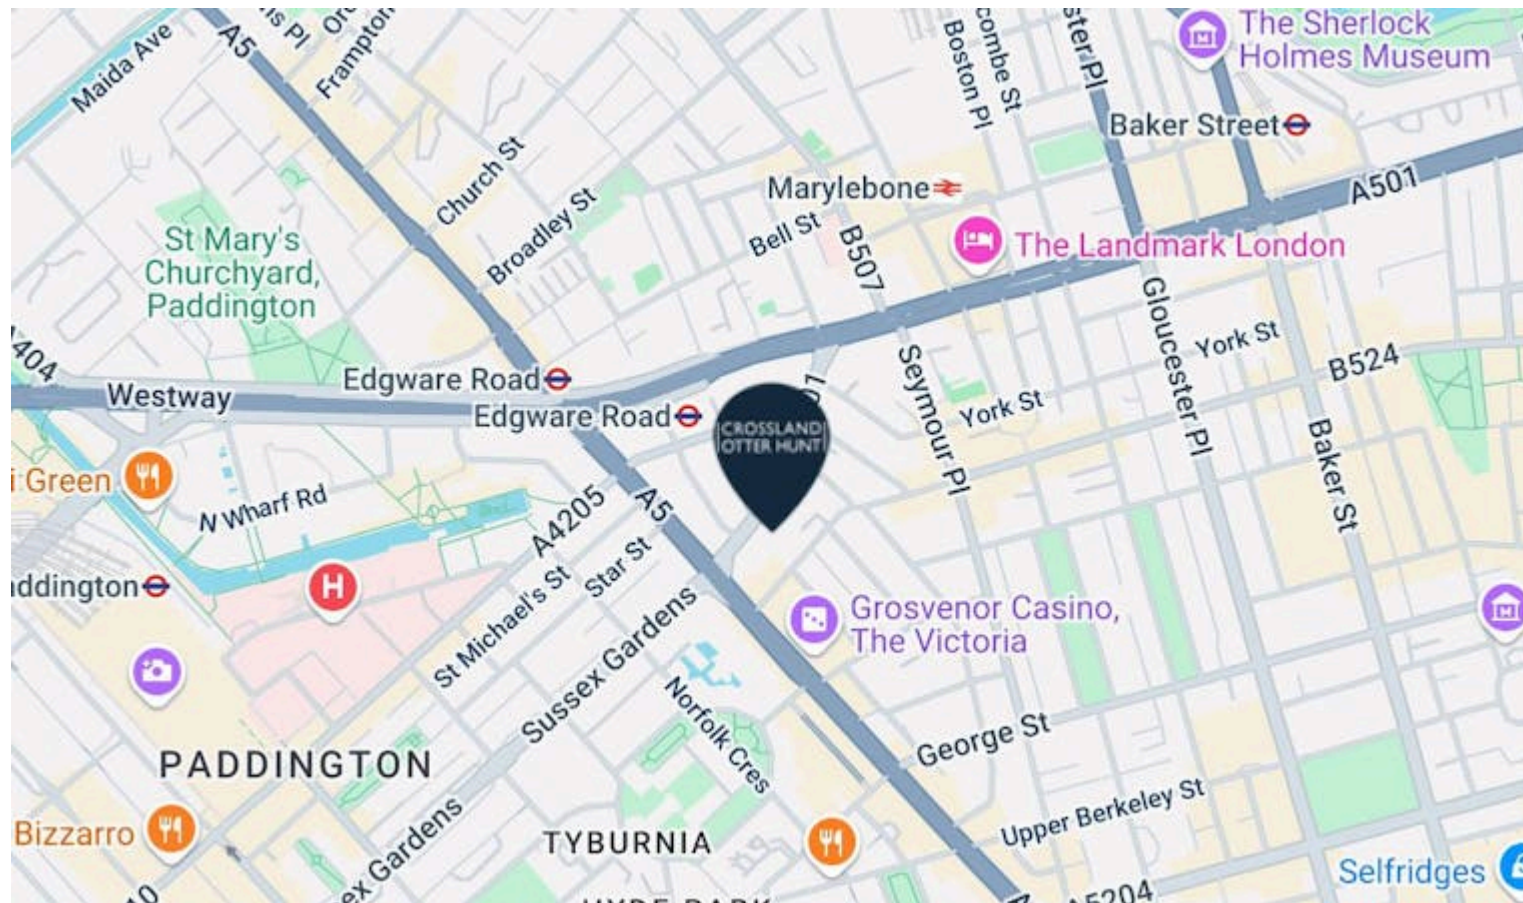 Maida Ave
A5
Frampton
Church St
Broadley St
Boston Pl
The Sherlock
Holmes Museum
Baker Street
A501
Marylebone
Bell St
B507
The Landmark London
St Mary's
Churchyard,
Paddington
Westway
Edgware Road
Edgware Road
CROSSLAND
OTTER HUNT
Seymour Pl
York St
York St
Gloucester Pl
B524
Baker St
N Wharf Rd
A4205
A5
Star St
St Michael's St
Sussex Gardens
Norfolk Cres
Grosvenor Casino,
The Victoria
George St
Upper Berkeley St
PADDINGTON
Bizzarro
TYBURNIA
Selfridges
A5204
H